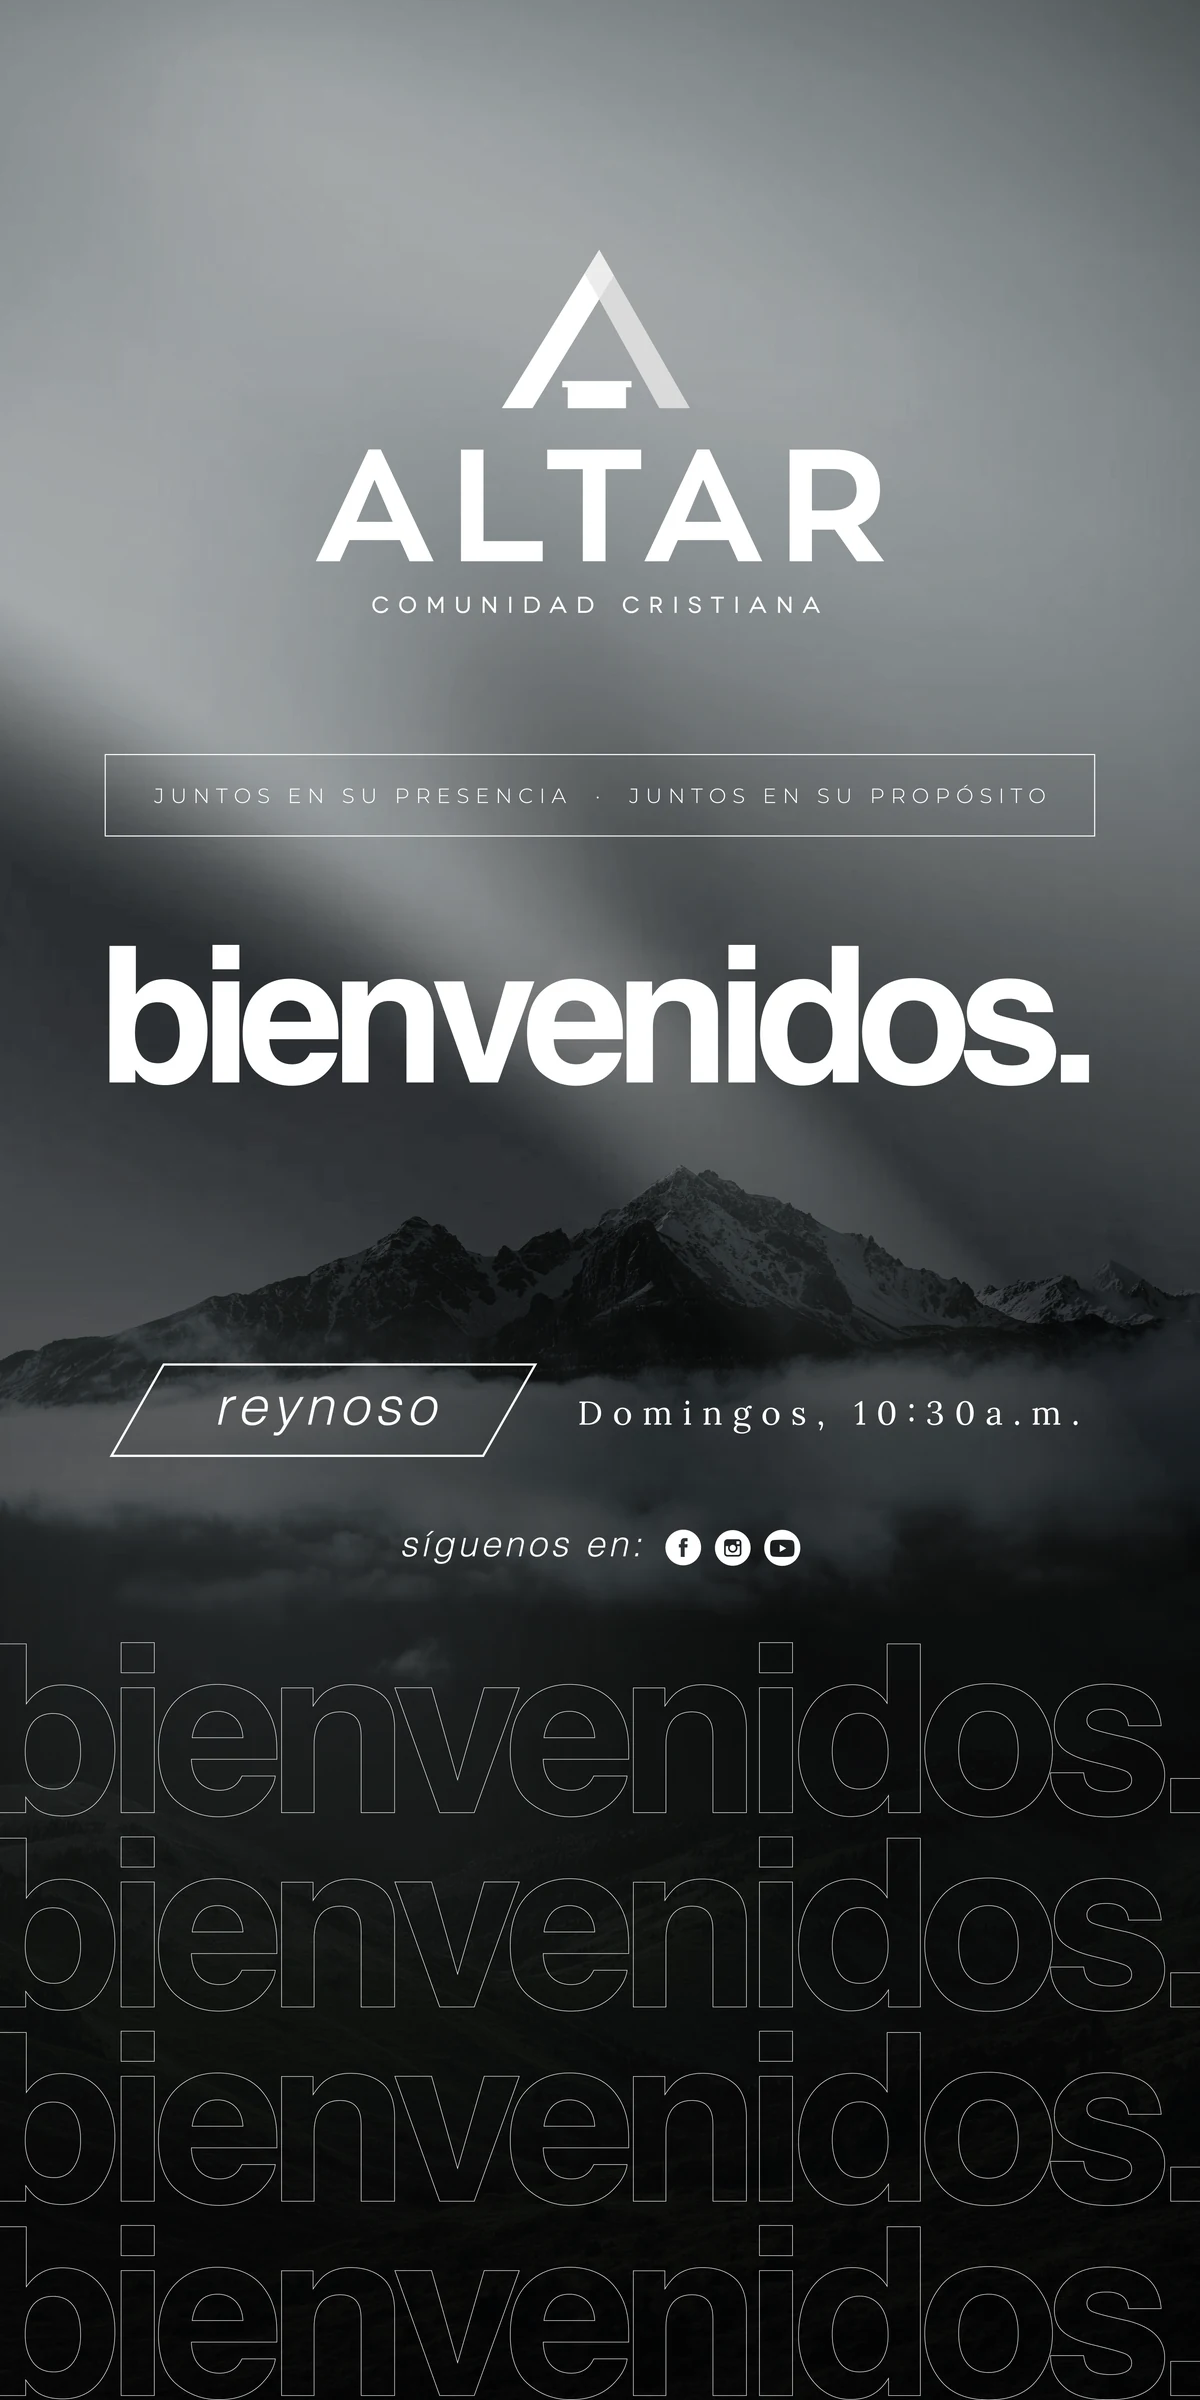 ALTAR
COMUNIDAD CRISTIANA
JUNTOS EN SU PRESENCIA · JUNTOS EN SU PROPÓSITO
bienvenidos.
reynoso
Domingos, 10:30a.m.
síguenos en:
bienvenidos.
bienvenidos.
bienvenidos.
bienvenidos.